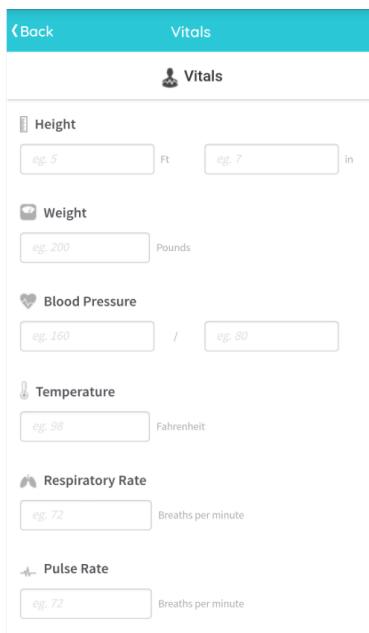 Back Vitals
Vitals
Height
eg. 5 Ft eg. 7 in
Weight
eg. 200 Pounds
Blood Pressure
eg. 160 / eg. 80
Temperature
eg. 98 Fahrenheit
Respiratory Rate
eg. 72 Breaths per minute
Pulse Rate
eg. 72 Breaths per minute